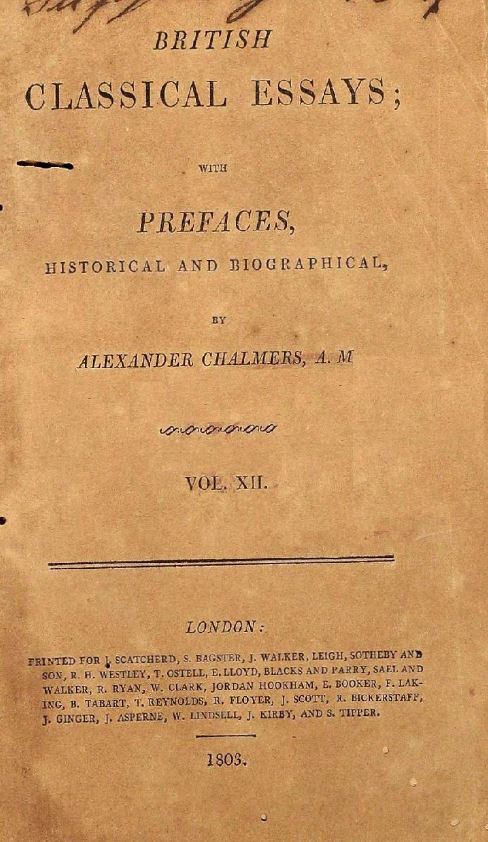 BRITISH
CLASSICAL ESSAYS;
WITH
PREFACES,
HISTORICAL AND BIOGRAPHICAL,
BY
ALEXANDER CHALMERS, A. M
VOL. XII.
LONDON:
PRINTED FOR J. SCATCHERD, S. BAGSTER, J. WALKER, LEIGH, SOTHEBY AND
SON, R. H. WESTLEY, T. OSTELL, E. LLOYD, BLACKS AND PARRY, SAEL AND
WALKER, R. RYAN, W. CLARK, JORDAN HOOKHAM, E. BOOKER, F. LAK-
ING, B. TABART, T. REYNOLDS, R. FLOYER, J. SCOTT, R. BICKERSTAFF,
J. GINGER, J. ASPERNE, W. LINDSELL, J. KIRBY, AND S. TIPPER.
1803.